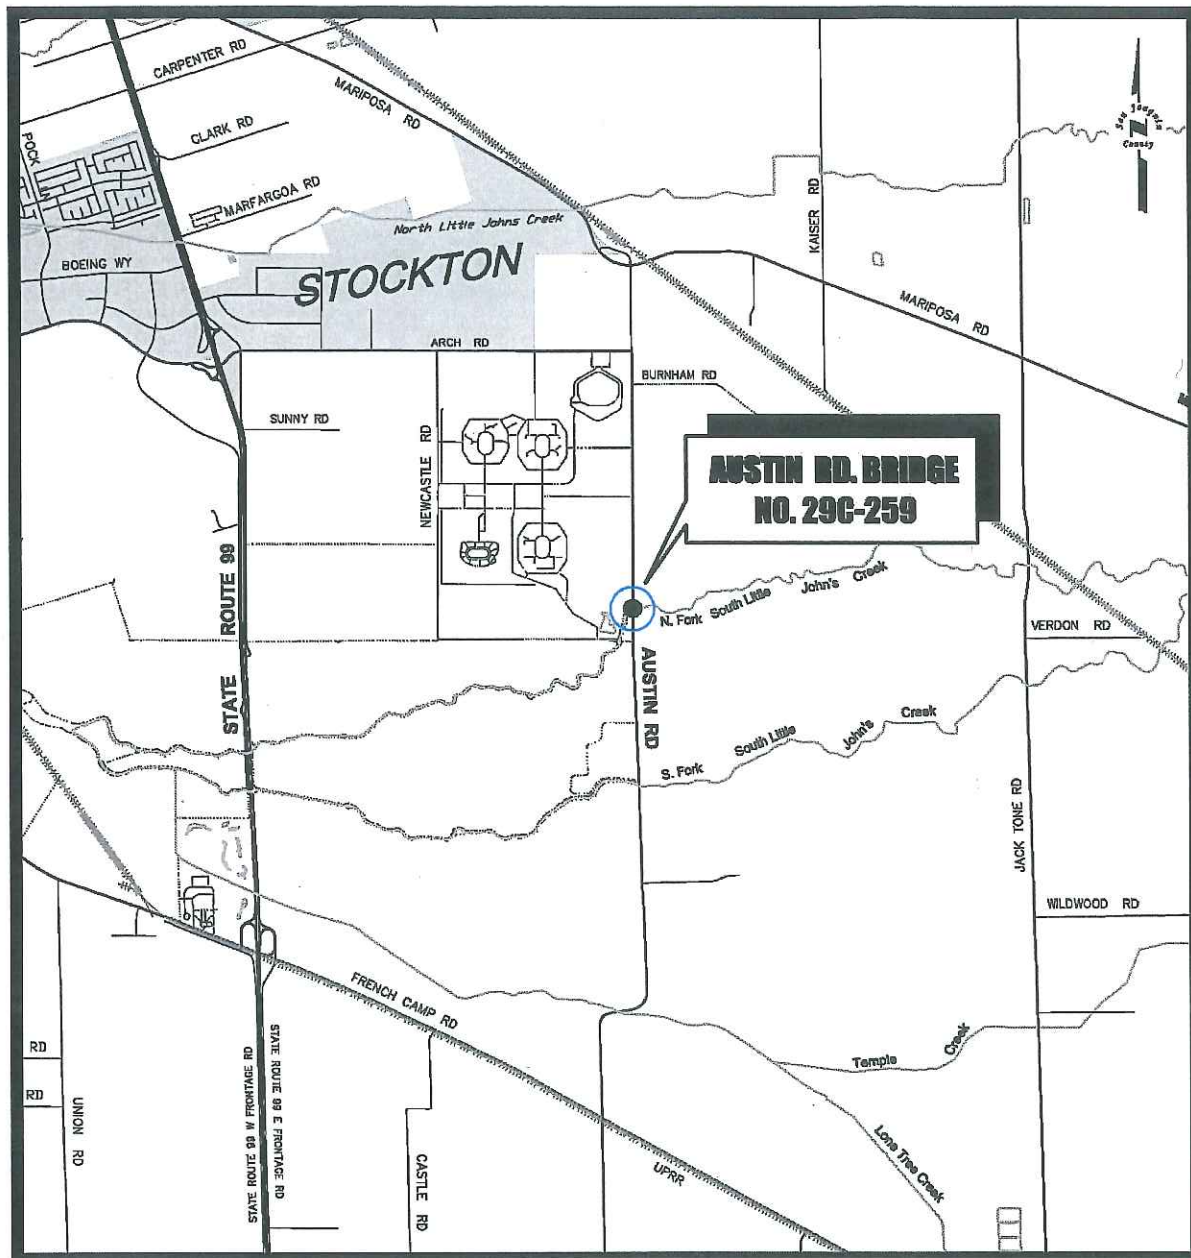 CARPENTER RD
MARIPOSA RD
CLARK RD
POCK LN
MARFARGOA RD
San Joaquin
N
County
KAISER RD
North Little Johns Creek
BOEING WY
STOCKTON
MARIPOSA RD
ARCH RD
BURNHAM RD
SUNNY RD
NEWCASTLE RD
AUSTIN RD. BRIDGE
NO. 29C-259
STATE ROUTE 99
N. Fork South Little John's Creek
VERDON RD
AUSTIN RD
S. Fork South Little John's Creek
JACK TONE RD
WILDWOOD RD
FRENCH CAMP RD
RD
RD
UNION RD
STATE ROUTE 99 W FRONTAGE RD
STATE ROUTE 99 E FRONTAGE RD
CASTLE RD
UPRR
Temple Creek
Lone Tree Creek